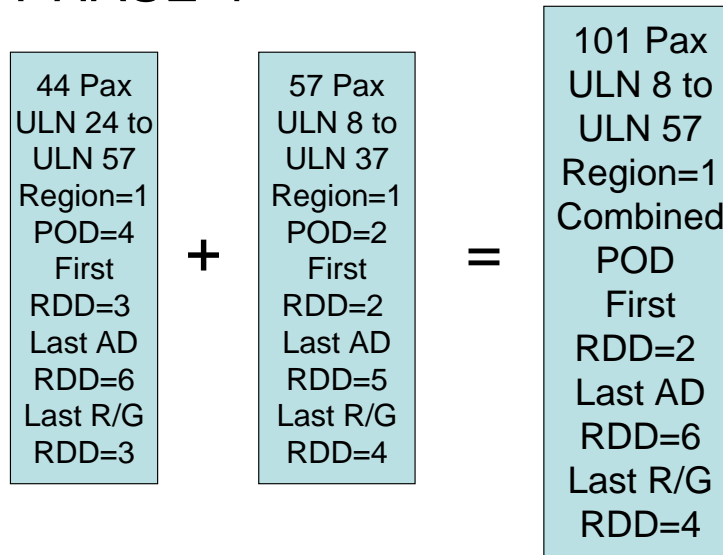 44 Pax
ULN 24 to
ULN 57
Region=1
POD=4
First
RDD=3
Last AD
RDD=6
Last R/G
RDD=3
+
57 Pax
ULN 8 to
ULN 37
Region=1
POD=2
First
RDD=2
Last AD
RDD=5
Last R/G
RDD=4
=
101 Pax
ULN 8 to
ULN 57
Region=1
Combined
POD
First
RDD=2
Last AD
RDD=6
Last R/G
RDD=4